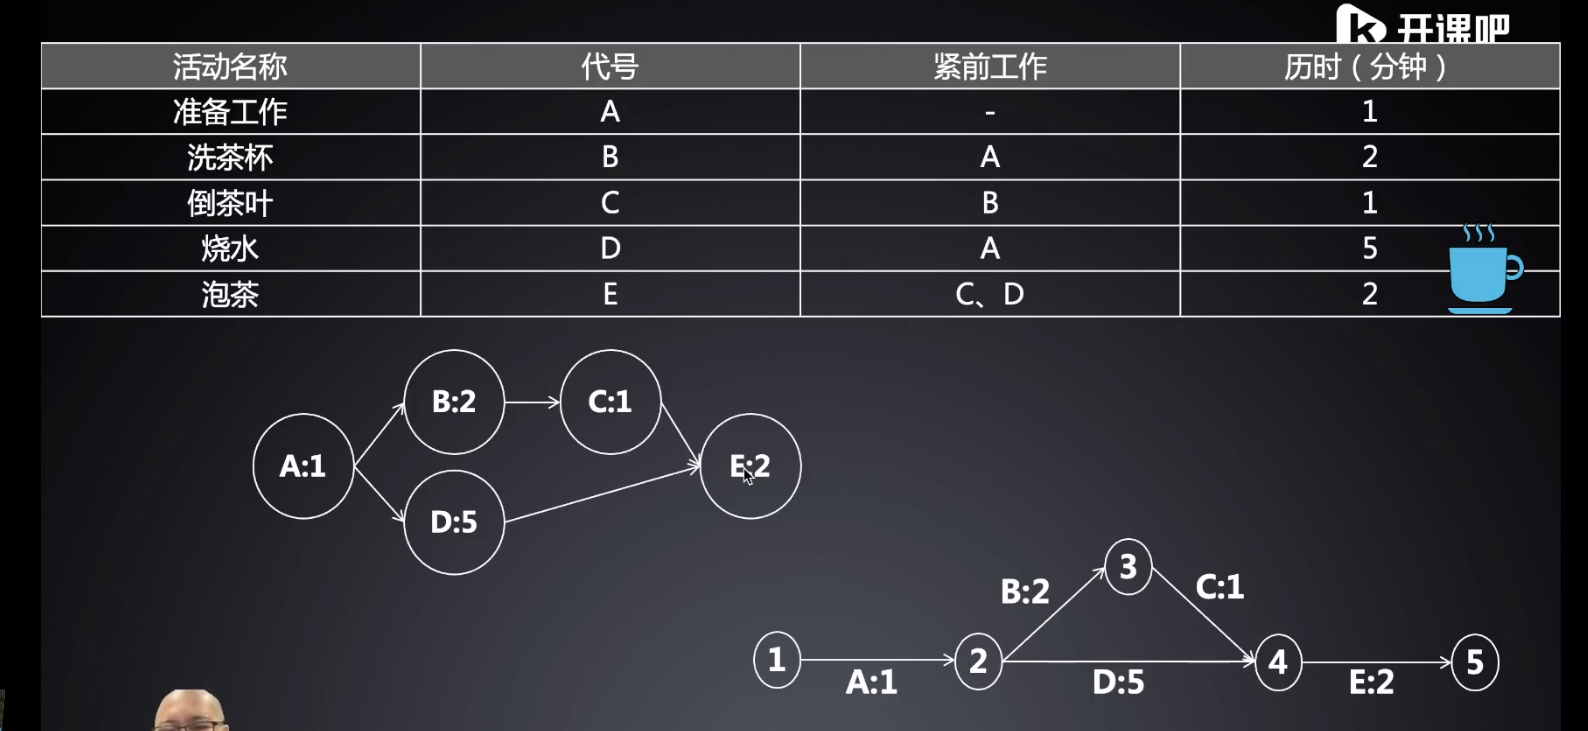 开课吧
活动名称 代号 紧前工作 历时（分钟）
准备工作 A - 1
洗茶杯 B A 2
倒茶叶 C B 1
烧水 D A 5
泡茶 E C、D 2
B:2 C:1
A:1 E:2
D:5
3
B:2 C:1
1 2 4 5
A:1 D:5 E:2